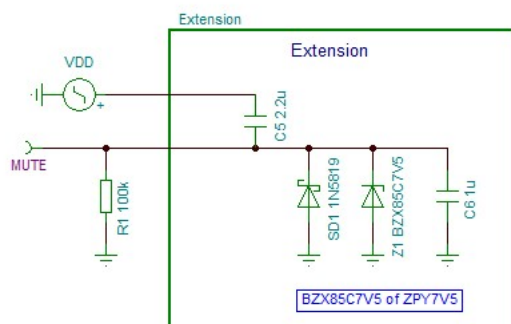 Extension
Extension
VDD
+
C5 2.2u
MUTE
R1 100k
SD1 1N5819
Z1 BZX85C7V5
C6 1u
BZX85C7V5 of ZPY7V5